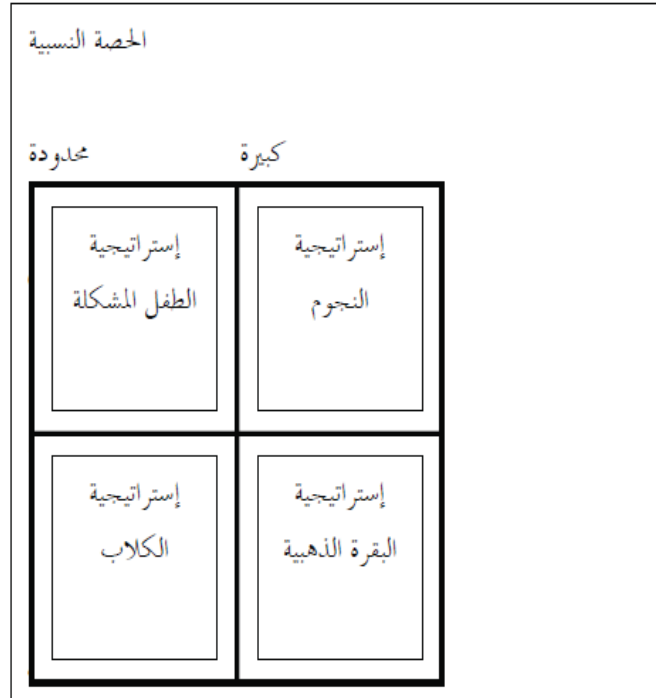 الحصة النسبية
كبيرة
محدودة
إستراتيجية
النجوم
إستراتيجية
الطفل المشكلة
إستراتيجية
البقرة الذهبية
إستراتيجية
الكلاب